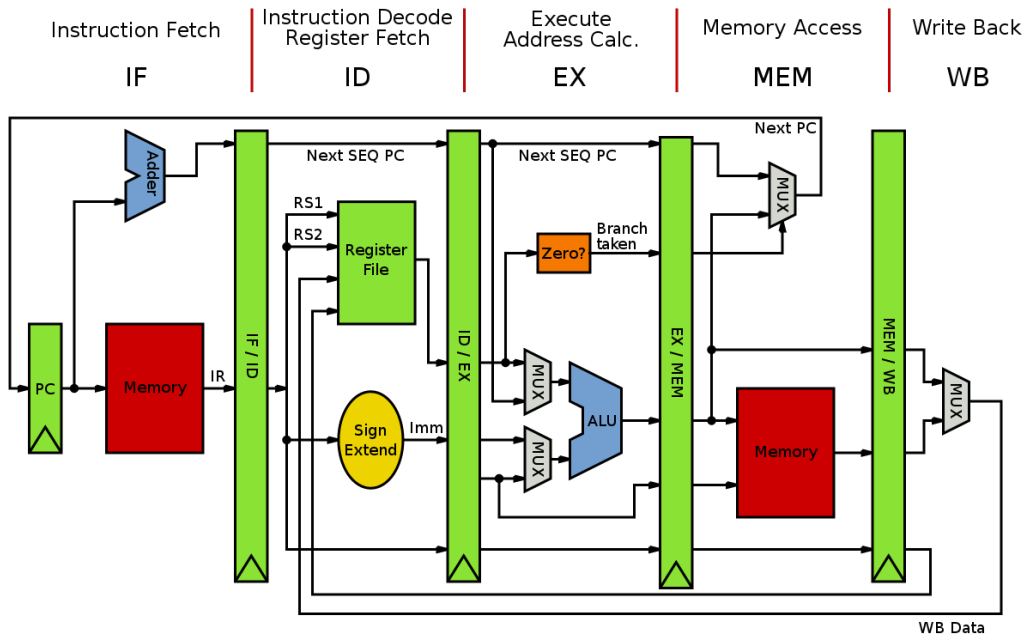 Instruction Fetch
IF
Instruction Decode
Register Fetch
ID
Execute
Address Calc.
EX
Memory Access
MEM
Write Back
WB
Next PC
Adder
Next SEQ PC
Next SEQ PC
MUX
RS1
RS2
Register
File
Zero?
Branch
taken
PC
Memory
IR
IF / ID
Sign
Extend
Imm
ID / EX
MUX
MUX
ALU
EX / MEM
Memory
MEM / WB
MUX
WB Data